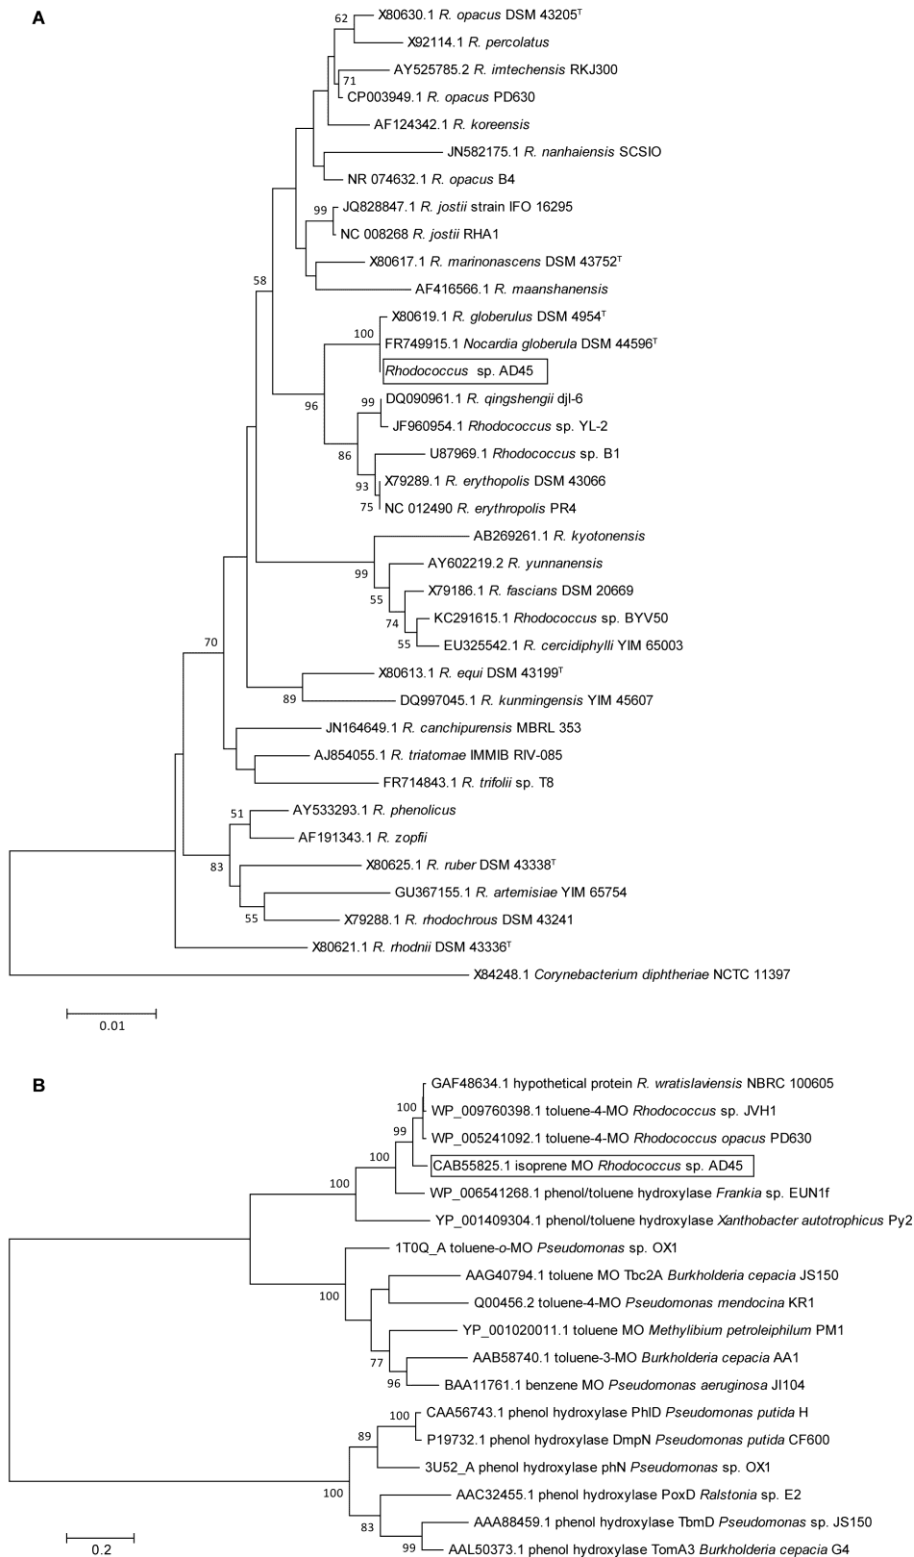 A
62
X80630.1 R. opacus DSM 43205ᵀ
X92114.1 R. percolatus
AY525785.2 R. imtechensis RKJ300
71
CP003949.1 R. opacus PD630
AF124342.1 R. koreensis
JN582175.1 R. nanhaiensis SCSIO
NR 074632.1 R. opacus B4
99
JQ828847.1 R. jostii strain IFO 16295
NC 008268 R. jostii RHA1
X80617.1 R. marinonascens DSM 43752ᵀ
58
AF416566.1 R. maanshanensis
X80619.1 R. globerulus DSM 4954ᵀ
100
FR749915.1 Nocardia globerula DSM 44596ᵀ
Rhodococcus sp. AD45
96
99
DQ090961.1 R. qingshengii djl-6
JF960954.1 Rhodococcus sp. YL-2
86
U87969.1 Rhodococcus sp. B1
93
X79289.1 R. erythopolis DSM 43066
75
NC 012490 R. erythropolis PR4
AB269261.1 R. kyotonensis
99
AY602219.2 R. yunnanensis
55
X79186.1 R. fascians DSM 20669
74
KC291615.1 Rhodococcus sp. BYV50
55
EU325542.1 R. cercidiphylli YIM 65003
70
X80613.1 R. equi DSM 43199ᵀ
89
DQ997045.1 R. kunmingensis YIM 45607
JN164649.1 R. canchipurensis MBRL 353
AJ854055.1 R. triatomae IMMIB RIV-085
FR714843.1 R. trifolii sp. T8
51
AY533293.1 R. phenolicus
AF191343.1 R. zopfii
83
X80625.1 R. ruber DSM 43338ᵀ
GU367155.1 R. artemisiae YIM 65754
55
X79288.1 R. rhodochrous DSM 43241
X80621.1 R. rhodnii DSM 43336ᵀ
X84248.1 Corynebacterium diphtheriae NCTC 11397
0.01
B
GAF48634.1 hypothetical protein R. wratislaviensis NBRC 100605
100
WP_009760398.1 toluene-4-MO Rhodococcus sp. JVH1
99
WP_005241092.1 toluene-4-MO Rhodococcus opacus PD630
100
CAB55825.1 isoprene MO Rhodococcus sp. AD45
100
WP_006541268.1 phenol/toluene hydroxylase Frankia sp. EUN1f
YP_001409304.1 phenol/toluene hydroxylase Xanthobacter autotrophicus Py2
1T0Q_A toluene-o-MO Pseudomonas sp. OX1
100
AAG40794.1 toluene MO Tbc2A Burkholderia cepacia JS150
Q00456.2 toluene-4-MO Pseudomonas mendocina KR1
YP_001020011.1 toluene MO Methylibium petroleiphilum PM1
77
AAB58740.1 toluene-3-MO Burkholderia cepacia AA1
96
BAA11761.1 benzene MO Pseudomonas aeruginosa JI104
100
CAA56743.1 phenol hydroxylase PhlD Pseudomonas putida H
89
P19732.1 phenol hydroxylase DmpN Pseudomonas putida CF600
3U52_A phenol hydroxylase phN Pseudomonas sp. OX1
100
AAC32455.1 phenol hydroxylase PoxD Ralstonia sp. E2
83
AAA88459.1 phenol hydroxylase TbmD Pseudomonas sp. JS150
99
AAL50373.1 phenol hydroxylase TomA3 Burkholderia cepacia G4
0.2